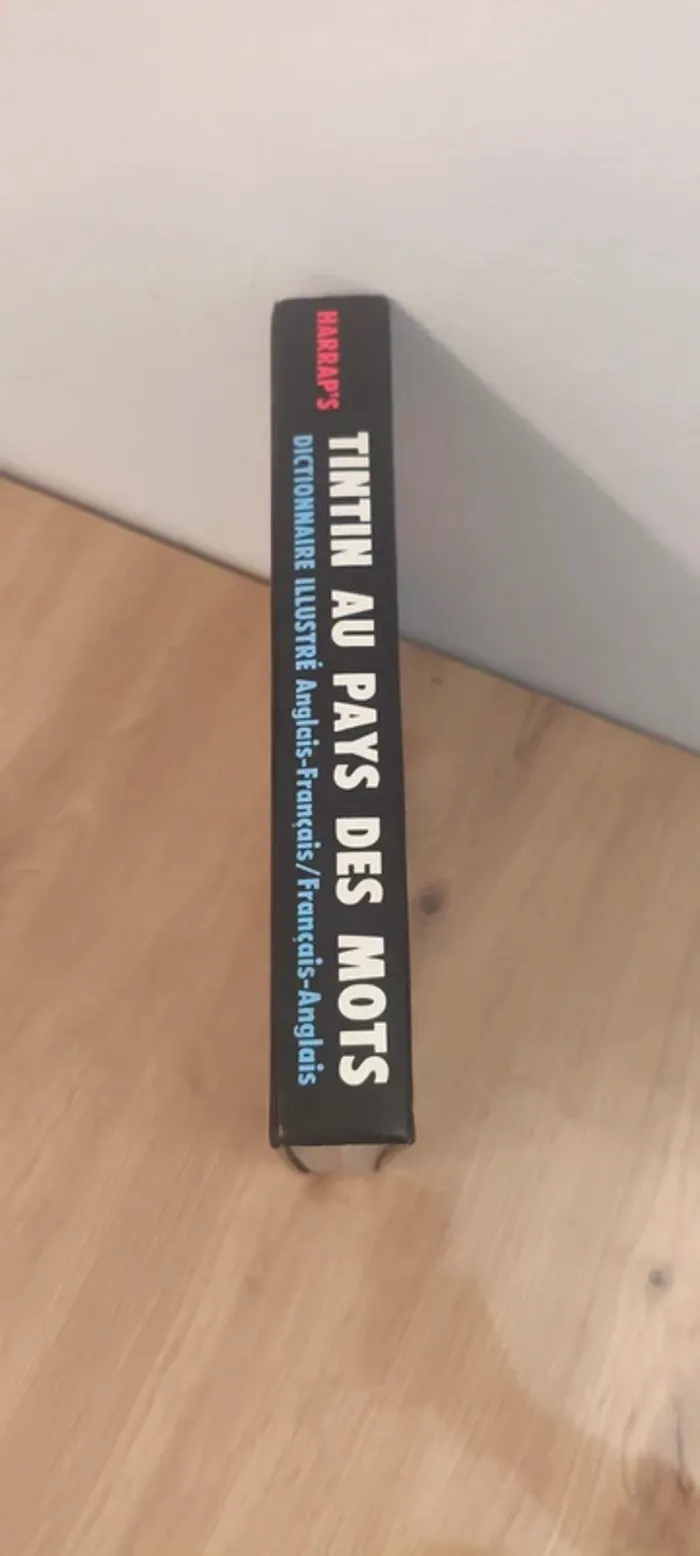 HARRAP'S
TINTIN AU PAYS DES MOTS
DICTIONNAIRE ILLUSTRÉ Anglais-Français/Français-Anglais